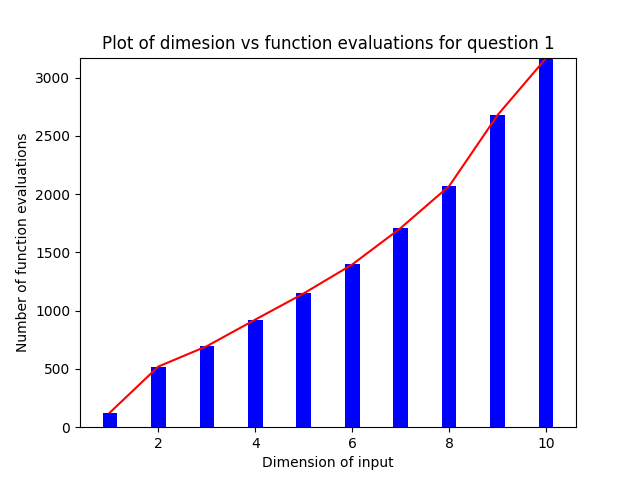 Plot of dimesion vs function evaluations for question 1
Number of function evaluations
3000
2500
2000
1500
1000
500
0
2 4 6 8 10
Dimension of input